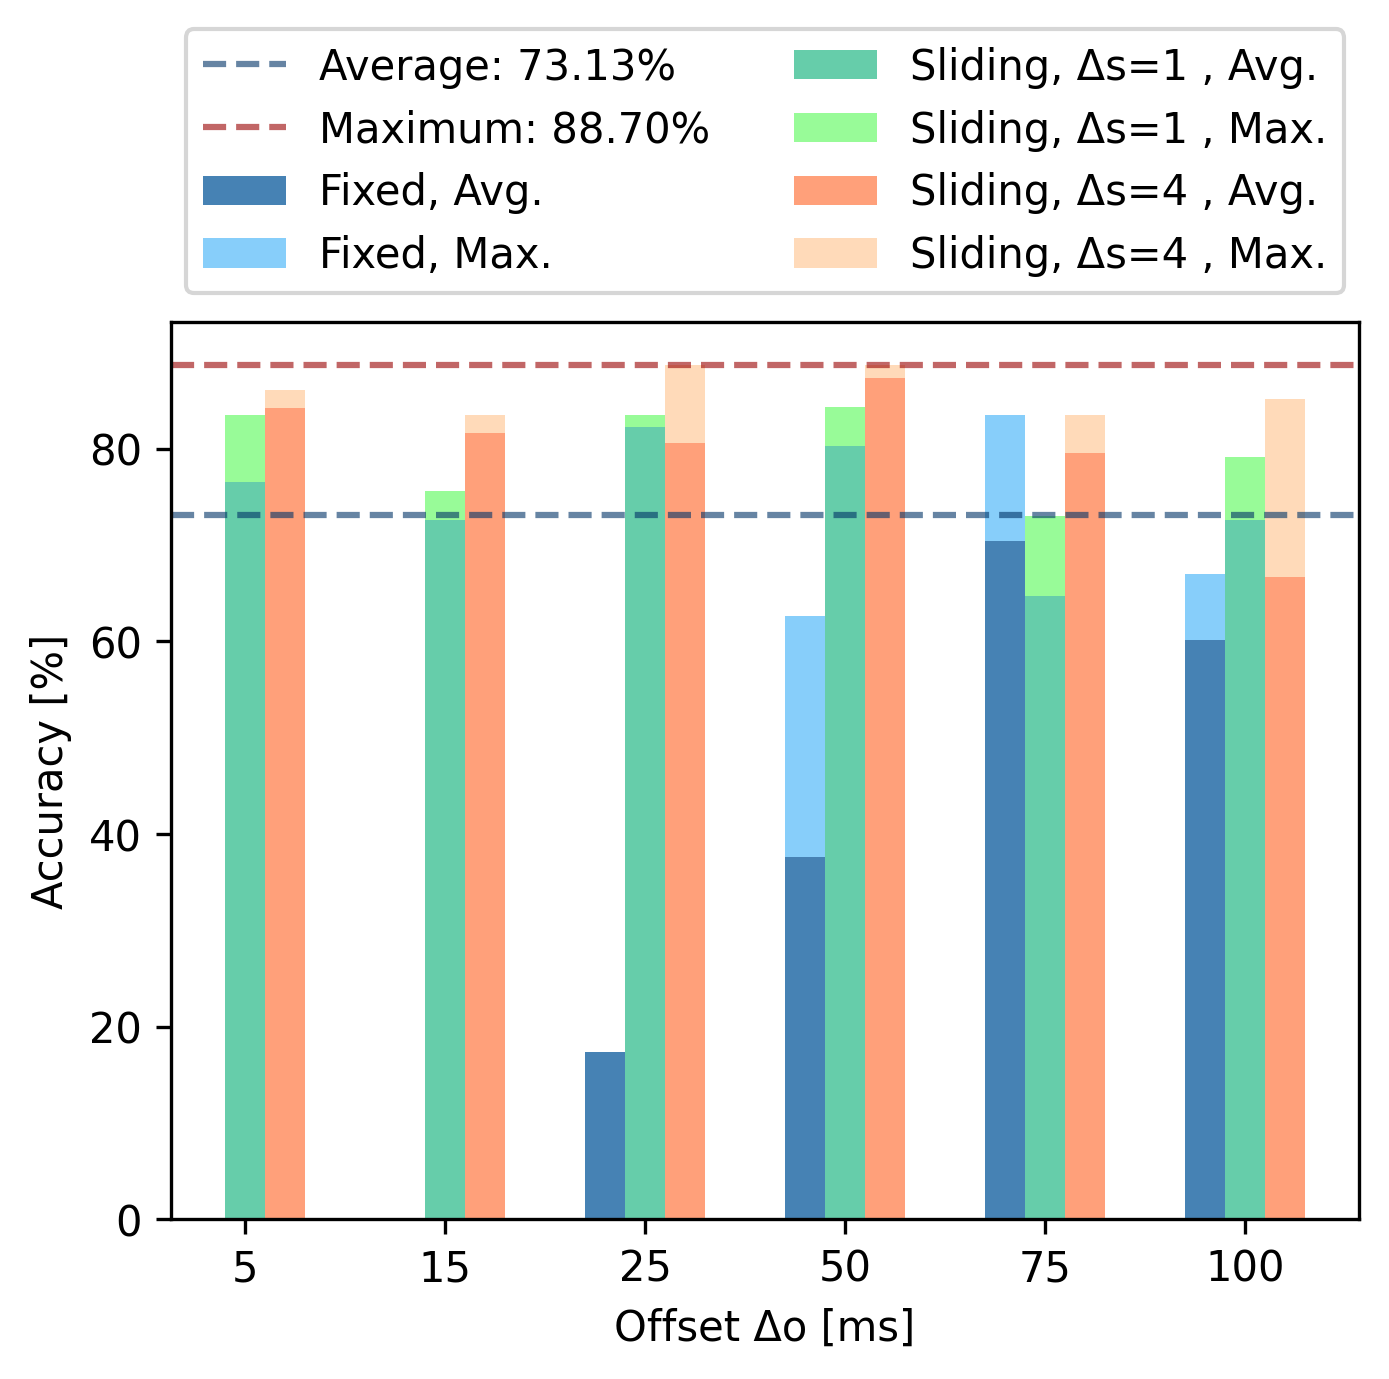 Average: 73.13%
Maximum: 88.70%
Fixed, Avg.
Fixed, Max.
Sliding, Δs=1 , Avg.
Sliding, Δs=1 , Max.
Sliding, Δs=4 , Avg.
Sliding, Δs=4 , Max.
Accuracy [%]
80
60
40
20
0
5 15 25 50 75 100
Offset Δo [ms]